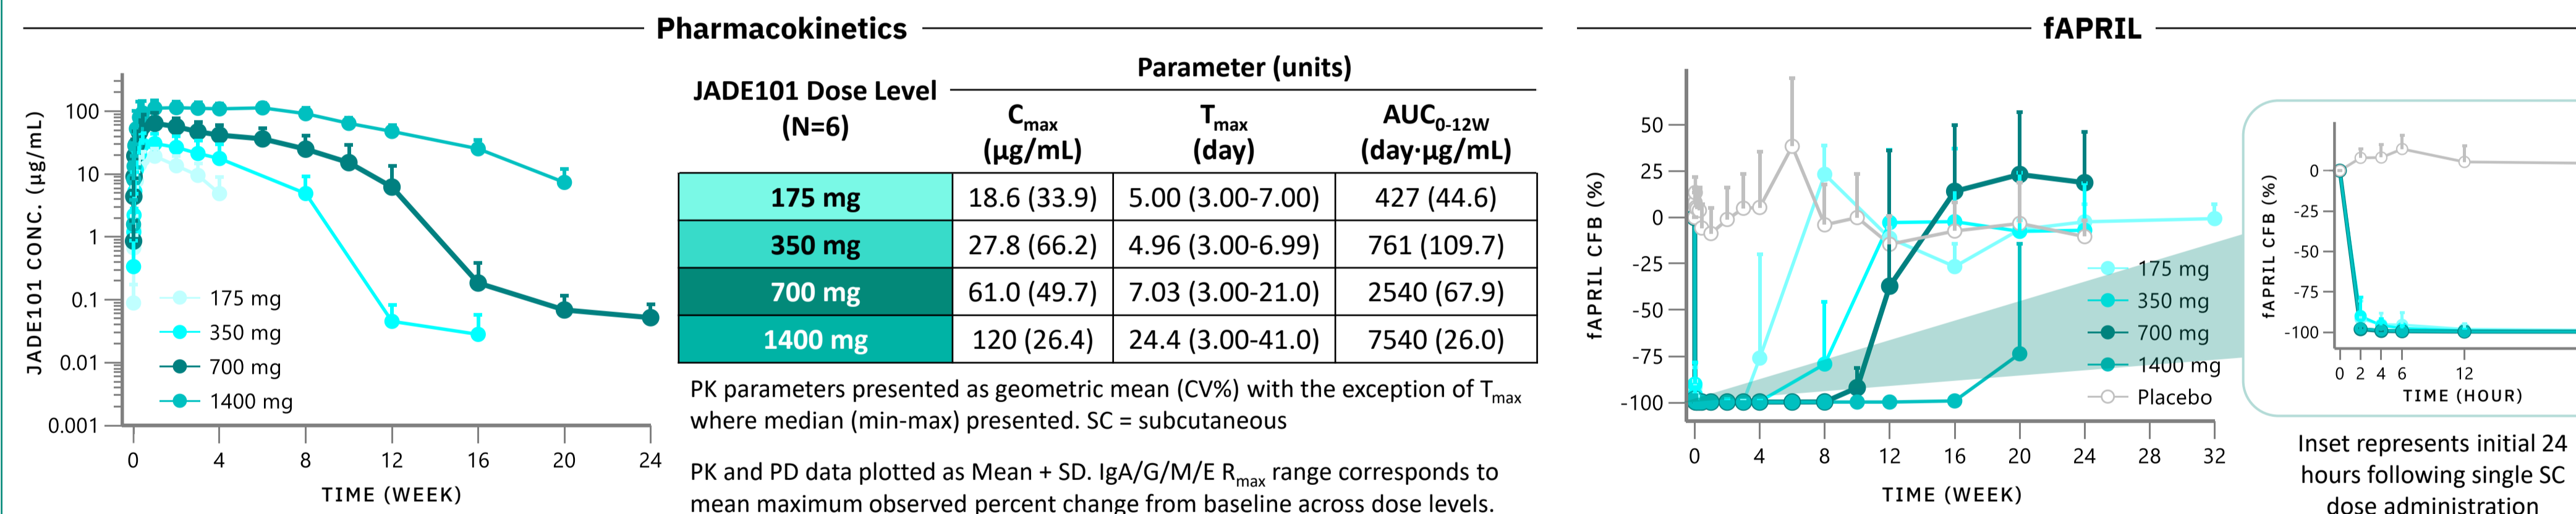 Pharmacokinetics
JADE101 CONC. (µg/mL)
100
10
1
0.1
0.01
0.001
175 mg
350 mg
700 mg
1400 mg
0 4 8 12 16 20 24
TIME (WEEK)
JADE101 Dose Level (N=6)
Parameter (units)
Cmax (µg/mL)
Tmax (day)
AUC0-12W (day·µg/mL)
175 mg 18.6 (33.9) 5.00 (3.00-7.00) 427 (44.6)
350 mg 27.8 (66.2) 4.96 (3.00-6.99) 761 (109.7)
700 mg 61.0 (49.7) 7.03 (3.00-21.0) 2540 (67.9)
1400 mg 120 (26.4) 24.4 (3.00-41.0) 7540 (26.0)
PK parameters presented as geometric mean (CV%) with the exception of Tmax
where median (min-max) presented. SC = subcutaneous
PK and PD data plotted as Mean + SD. IgA/G/M/E Rmax range corresponds to
mean maximum observed percent change from baseline across dose levels.
fAPRIL
fAPRIL CFB (%)
50
25
0
-25
-50
-75
-100
175 mg
350 mg
700 mg
1400 mg
Placebo
0 4 8 12 16 20 24 28 32
TIME (WEEK)
fAPRIL CFB (%)
0
-25
-50
-75
-100
0 2 4 6 12
TIME (HOUR)
Inset represents initial 24
hours following single SC
dose administration